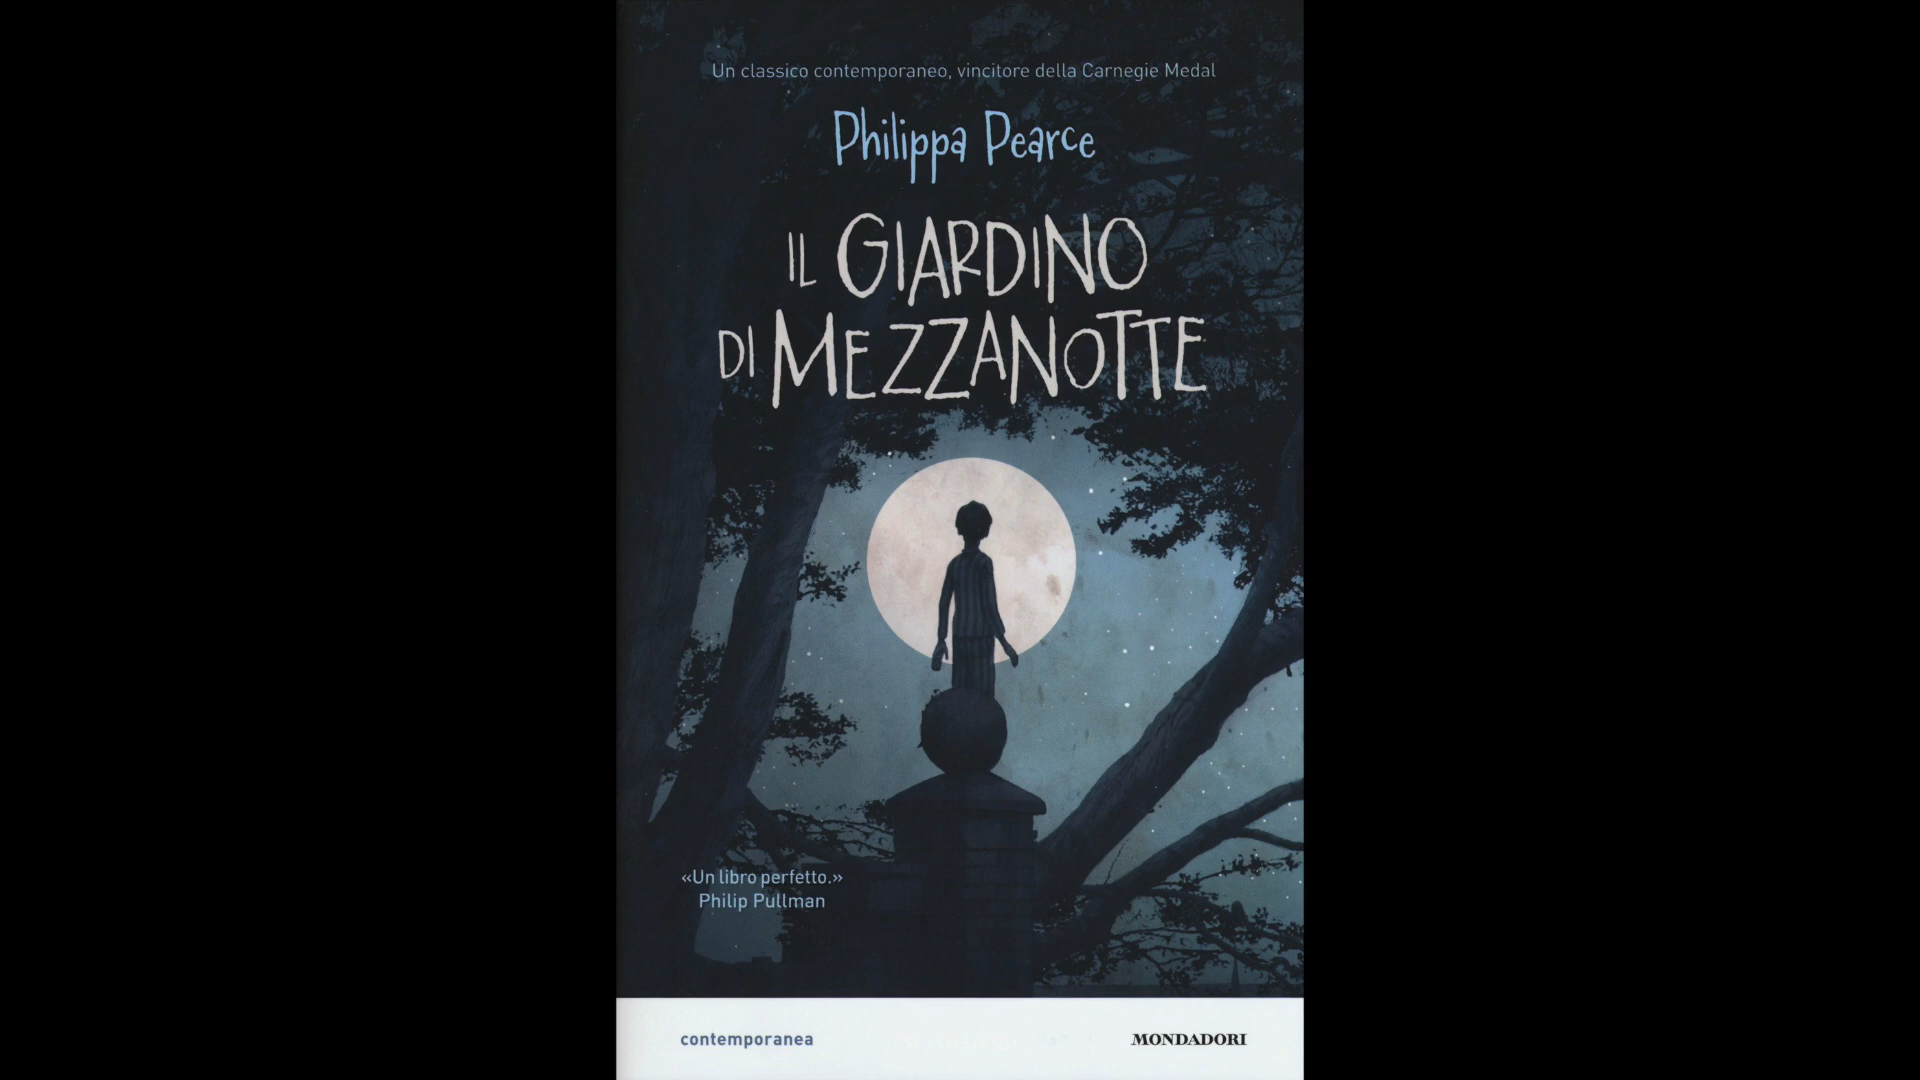 Un classico contemporaneo, vincitore della Carnegie Medal
Philippa Pearce
IL GIARDINO
DI MEZZANOTTE
«Un libro perfetto.»
Philip Pullman
contemporanea
MONDADORI